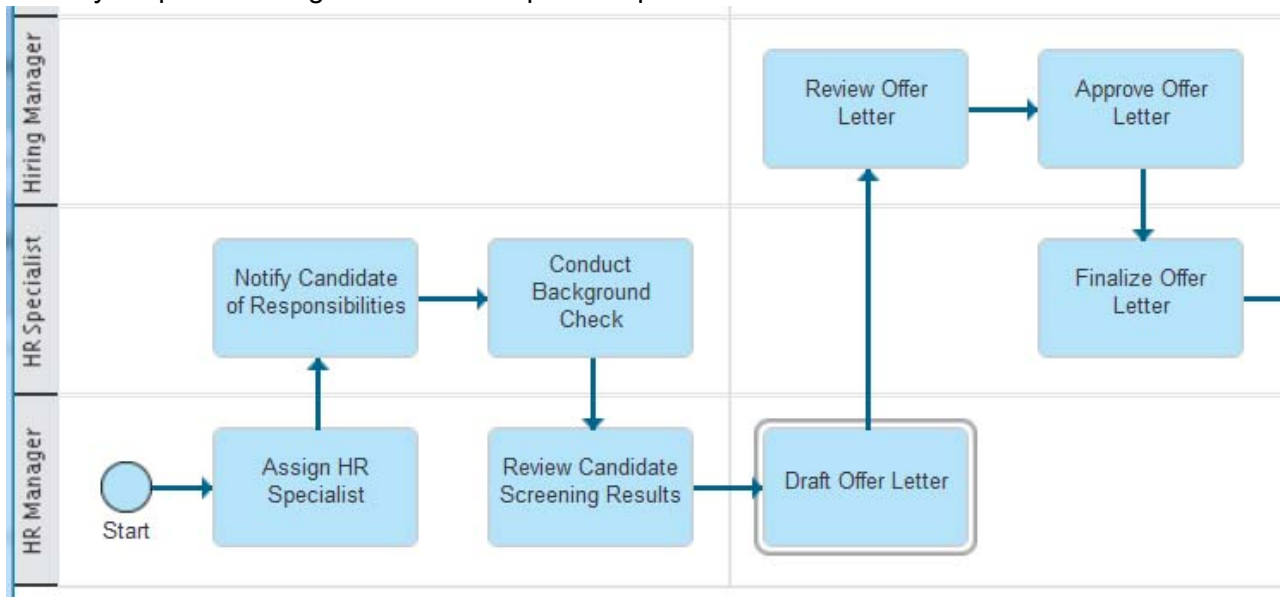 Hiring Manager
Review Offer
Letter
Approve Offer
Letter
HR Specialist
Notify Candidate
of Responsibilities
Conduct
Background
Check
Finalize Offer
Letter
HR Manager
Start
Assign HR
Specialist
Review Candidate
Screening Results
Draft Offer Letter